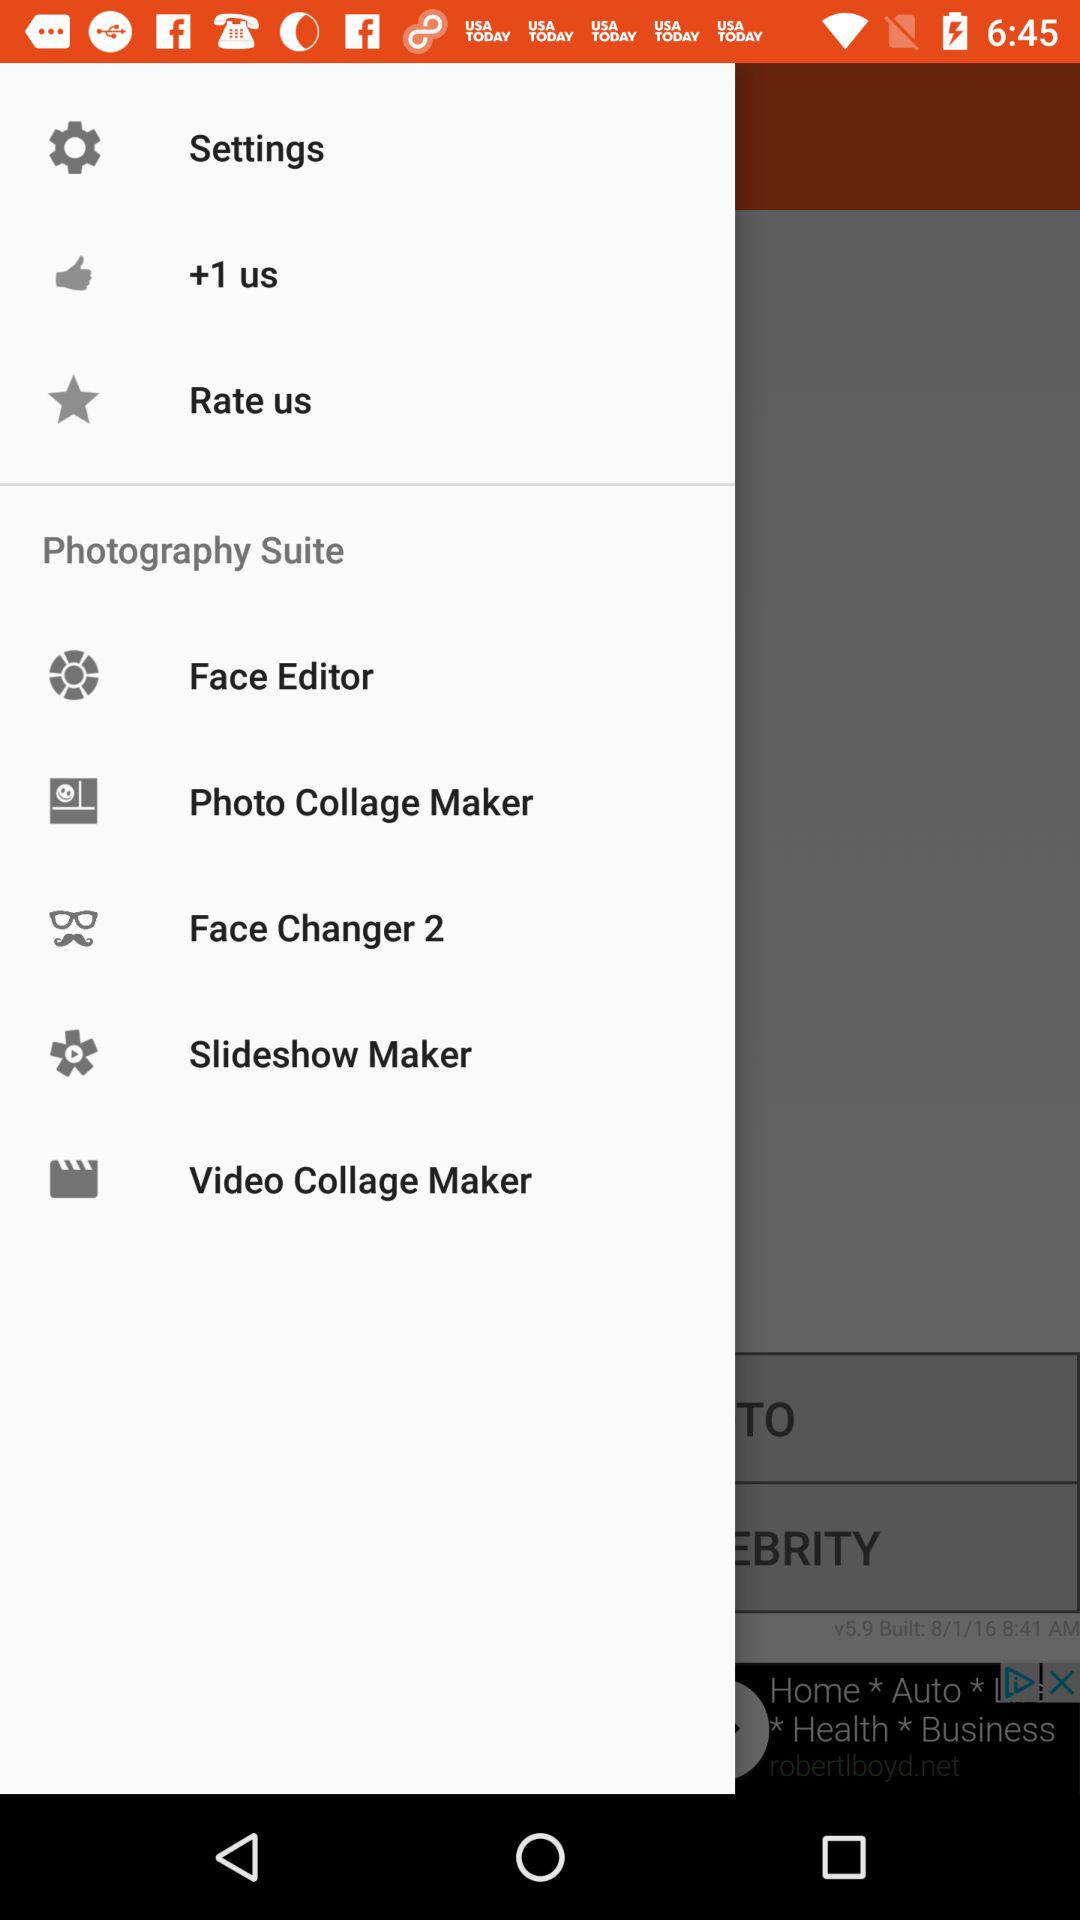 USA TODAY USA TODAY USA TODAY USA TODAY USA TODAY 6:45
Settings
+1 us
Rate us
Photography Suite
Face Editor
Photo Collage Maker
Face Changer 2
Slideshow Maker
Video Collage Maker
TO
EBRITY
v5.9 Built: 8/1/16 8:41 AM
Home * Auto *
* Health * Business
robertlboyd.net